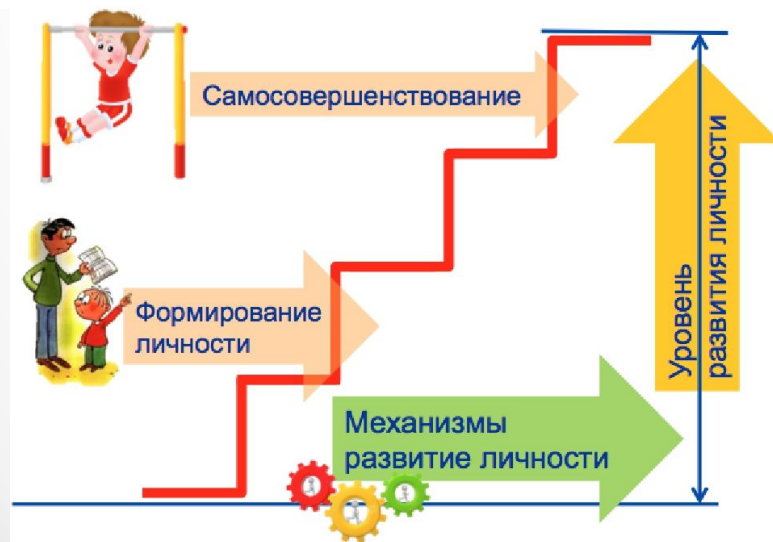 Самосовершенствование
Формирование
личности
Механизмы
развитие личности
Уровень
развития личности